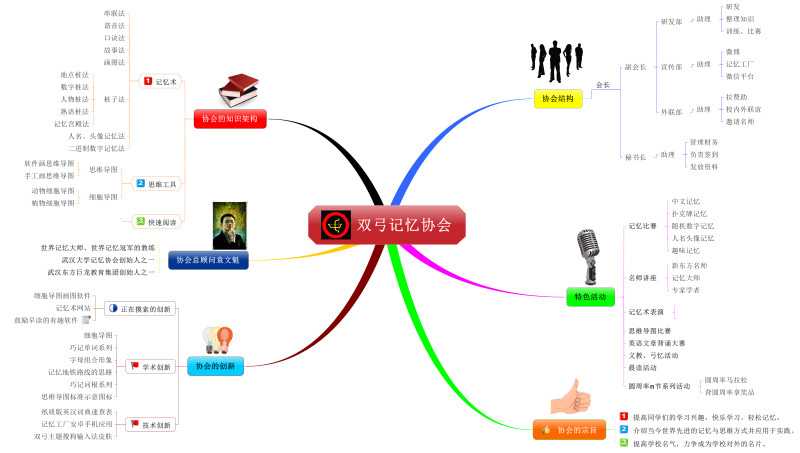 双弓记忆协会
协会的知识架构
1 记忆术
串联法
谐音法
口诀法
故事法
画图法
桩子法
地点桩法
数字桩法
人物桩法
熟语桩法
记忆宫殿法
人名、头像记忆法
二进制数字记忆法
2 思维工具
思维导图
软件画思维导图
手工画思维导图
细胞导图
动物细胞导图
植物细胞导图
3 快速阅读
协会总顾问袁文魁
世界记忆大师、世界记忆冠军的教练
武汉大学记忆协会创始人之一
武汉东方巨龙教育集团创始人之一
协会的创新
正在摸索的创新
细胞导图画图软件
记忆术网站
鼓励早读的有趣软件
学术创新
细胞导图
巧记单词系列
字母组合形象
记忆地铁路线的思路
巧记词根系列
思维导图标准示意图标
技术创新
纸质版英汉词典速查表
记忆工厂安卓手机应用
双弓主题搜狗输入法皮肤
协会结构
会长
副会长
研发部
助理
研发
整理知识
训练、比赛
宣传部
助理
微博
记忆工厂
微信平台
外联部
助理
拉赞助
校内外联谊
邀请名师
秘书长
助理
管理财务
负责签到
发放资料
特色活动
记忆比赛
中文记忆
扑克牌记忆
随机数字记忆
人名头像记忆
趣味记忆
名师讲座
新东方名师
记忆大师
专家学者
记忆术表演
思维导图比赛
英语文章背诵大赛
义教、弓忆活动
晨读活动
圆周率π节系列活动
圆周率马拉松
背圆周率拿奖品
协会的宗旨
1 提高同学们的学习兴趣，快乐学习、轻松记忆。
2 介绍当今世界先进的记忆与思维方式并应用于实践。
3 提高学校名气，力争成为学校对外的名片。